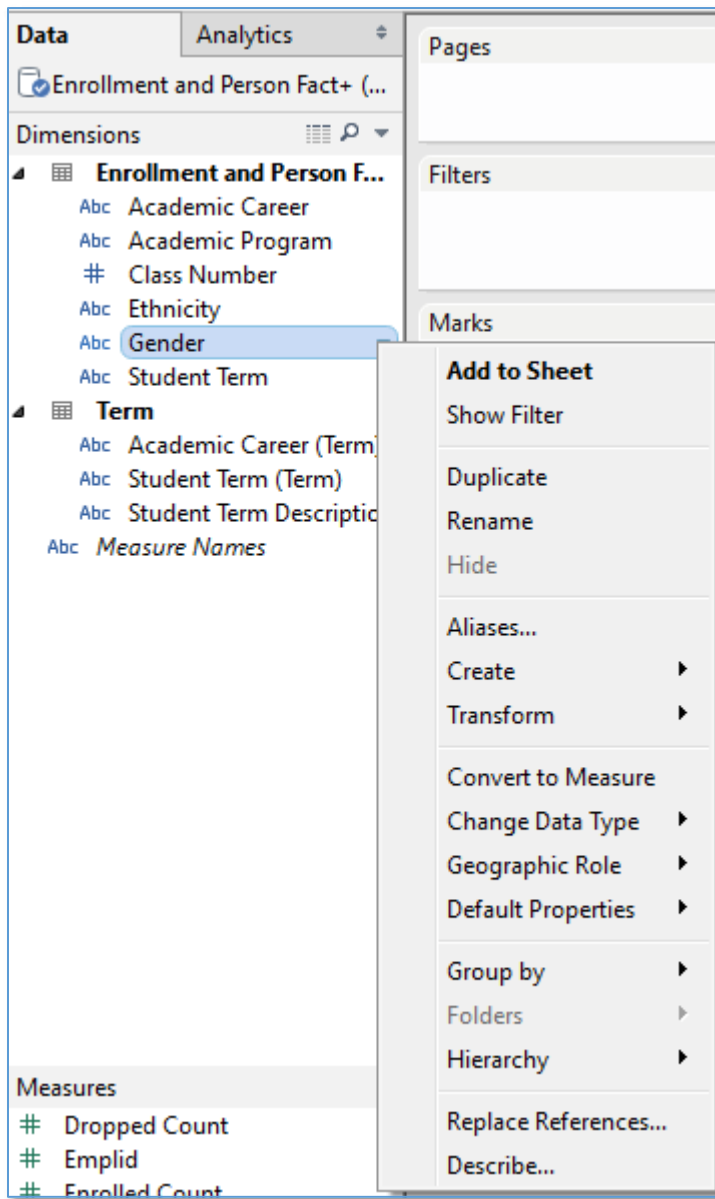 Data
Analytics
Enrollment and Person Fact+ (...
Dimensions
Enrollment and Person F...
Abc Academic Career
Abc Academic Program
# Class Number
Abc Ethnicity
Abc Gender
Abc Student Term
Term
Abc Academic Career (Term)
Abc Student Term (Term)
Abc Student Term Descriptio
Abc Measure Names
Measures
# Dropped Count
# Emplid
# Enrolled Count
Pages
Filters
Marks
Add to Sheet
Show Filter
Duplicate
Rename
Hide
Aliases...
Create
Transform
Convert to Measure
Change Data Type
Geographic Role
Default Properties
Group by
Folders
Hierarchy
Replace References...
Describe...